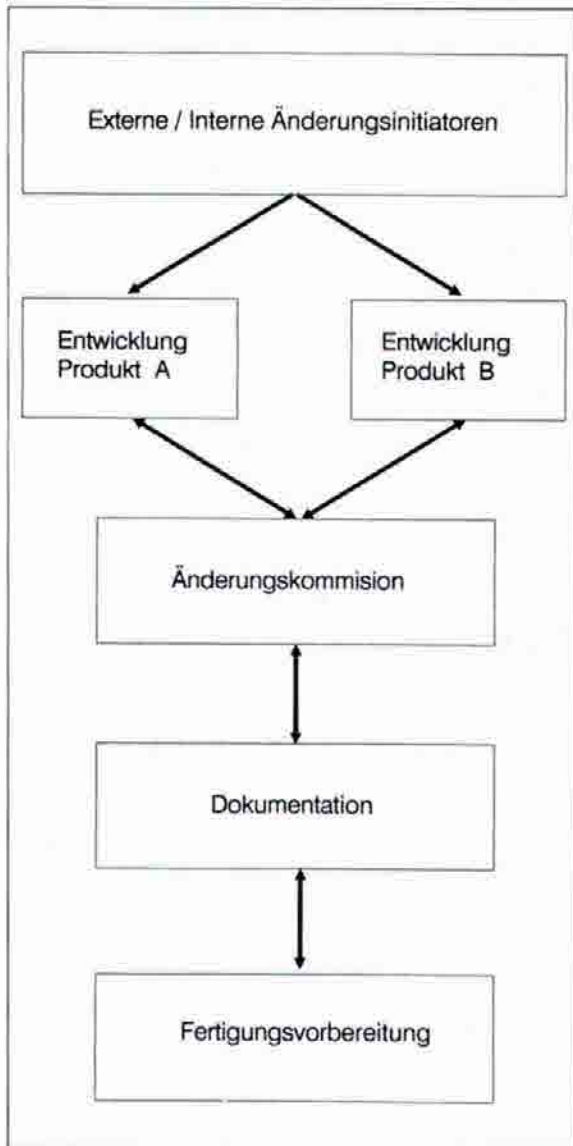 Externe / Interne Änderungsinitiatoren
Entwicklung
Produkt A
Entwicklung
Produkt B
Änderungskommision
Dokumentation
Fertigungsvorbereitung